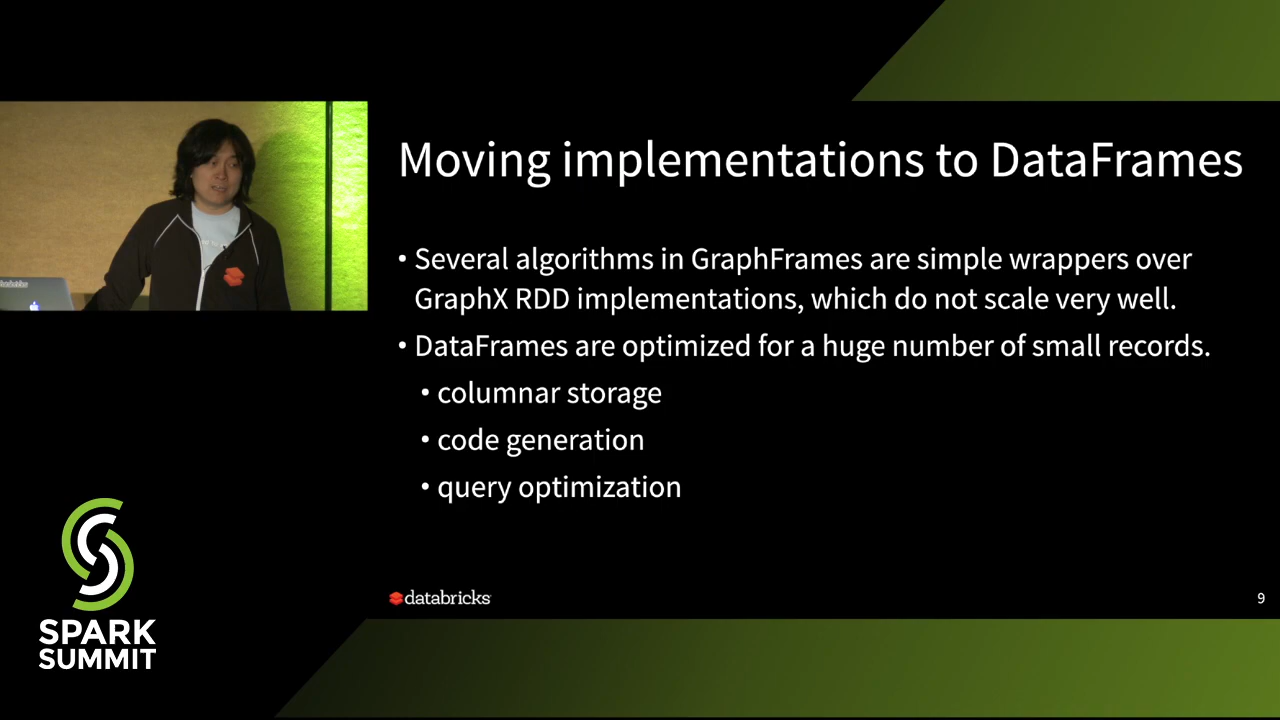 Moving implementations to DataFrames
• Several algorithms in GraphFrames are simple wrappers over
GraphX RDD implementations, which do not scale very well.
• DataFrames are optimized for a huge number of small records.
• columnar storage
• code generation
• query optimization
databricks
9
SPARK
SUMMIT